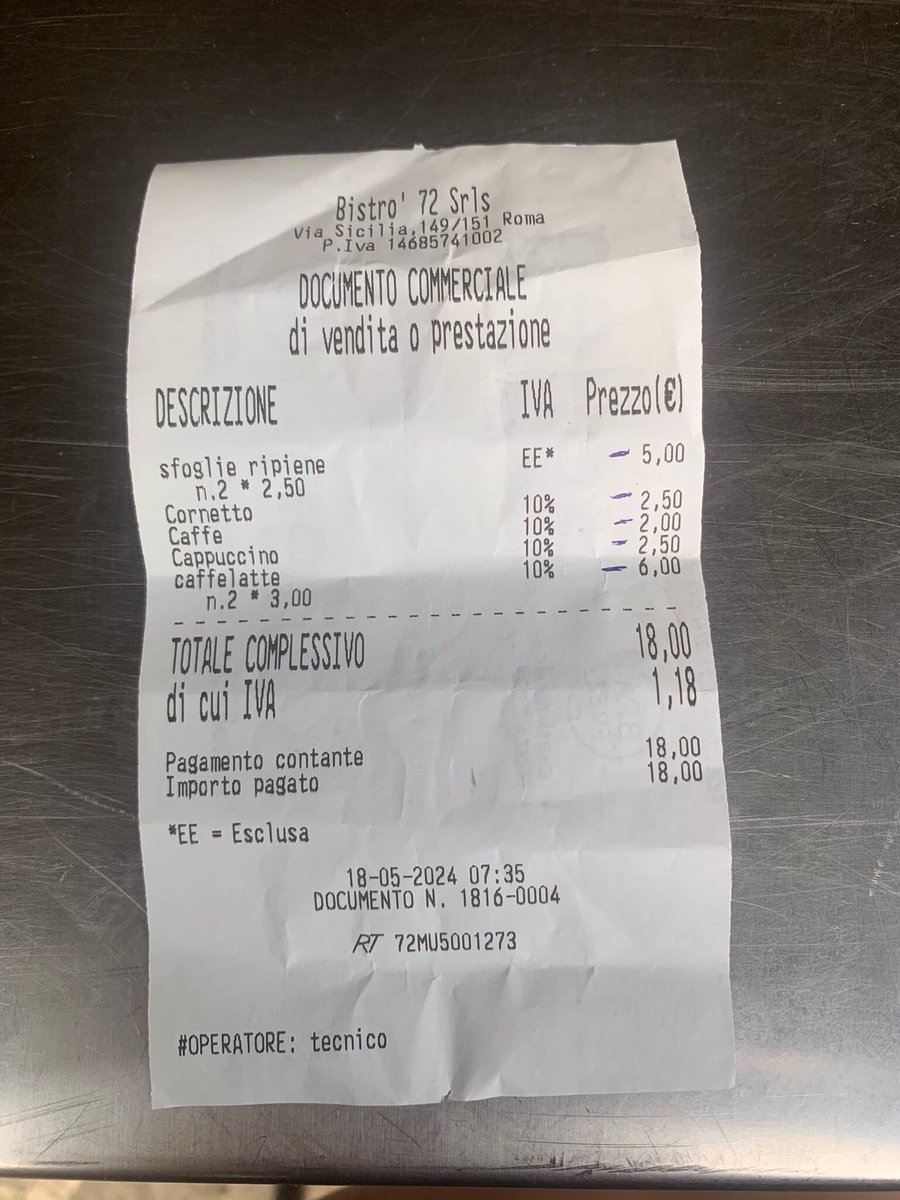 Bistro' 72 Srls
Via Sicilia,149/151 Roma
P.Iva 14685741002
DOCUMENTO COMMERCIALE
di vendita o prestazione
DESCRIZIONE IVA Prezzo(€)
sfoglie ripiene EE* 5,00
n.2 * 2,50
Cornetto 10% 2,50
Caffe 10% 2,00
Cappuccino 10% 2,50
caffelatte 10% 6,00
n.2 * 3,00
TOTALE COMPLESSIVO 18,00
di cui IVA 1,18
Pagamento contante 18,00
Importo pagato 18,00
*EE = Esclusa
18-05-2024 07:35
DOCUMENTO N. 1816-0004
RT 72MU5001273
#OPERATORE: tecnico